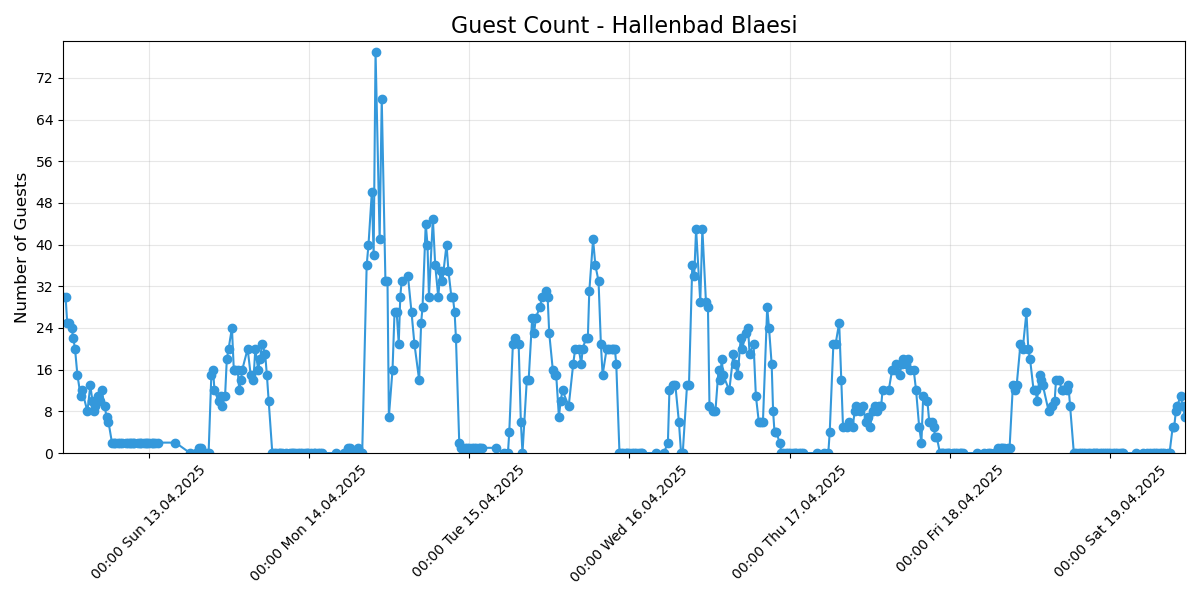 Guest Count - Hallenbad Blaesi
Number of Guests
72
64
56
48
40
32
24
16
8
0
00:00 Sun 13.04.2025
00:00 Mon 14.04.2025
00:00 Tue 15.04.2025
00:00 Wed 16.04.2025
00:00 Thu 17.04.2025
00:00 Fri 18.04.2025
00:00 Sat 19.04.2025